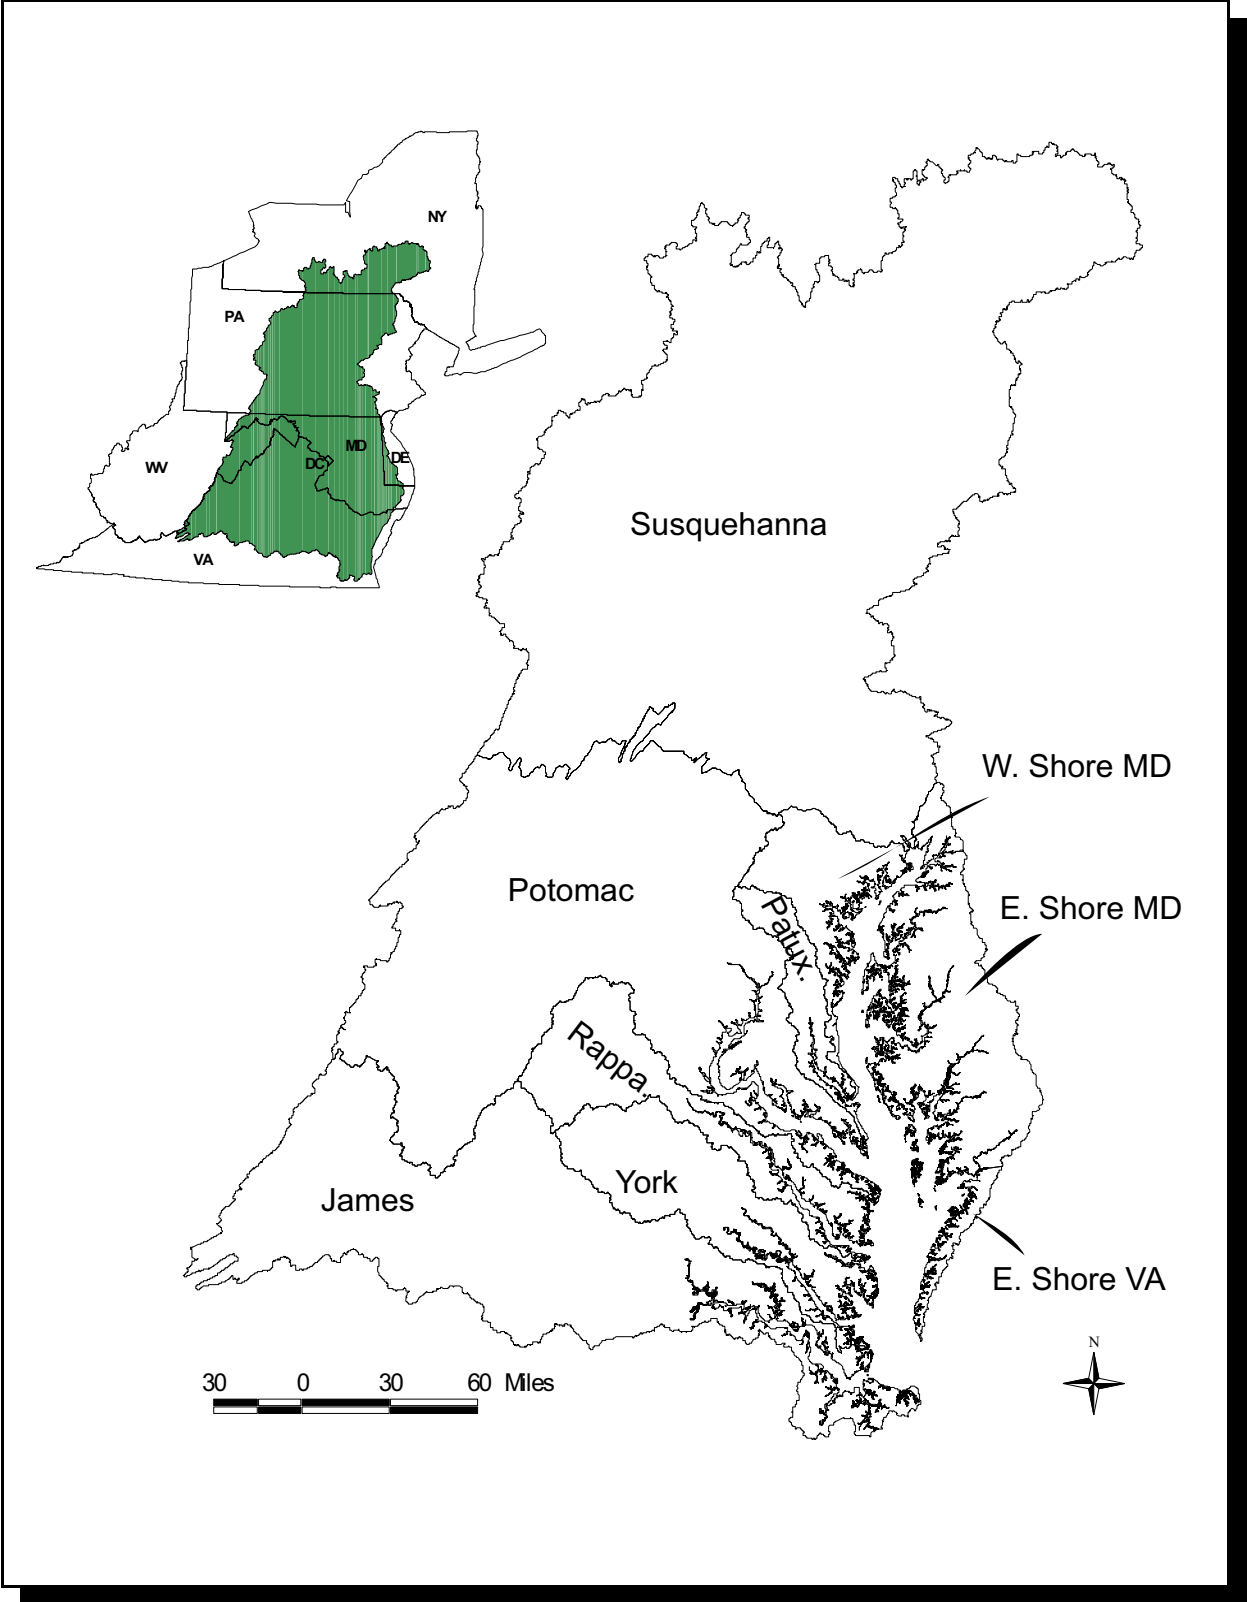 NY
PA
MD
DC
DE
WV
VA
Susquehanna
W. Shore MD
Potomac
Patux.
E. Shore MD
Rappa.
York
James
E. Shore VA
N
30 0 30 60 Miles